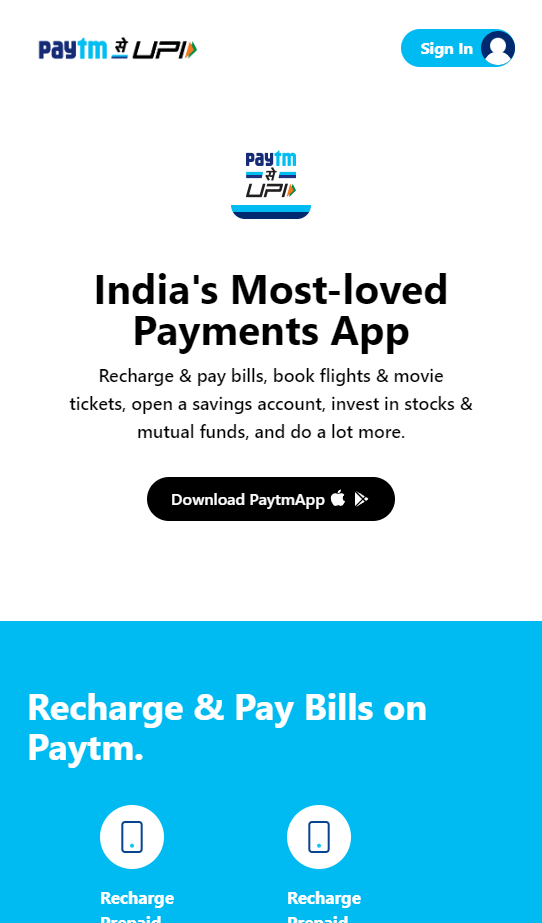 paytm से UPI
Sign In
paytm
से
UPI
India's Most-loved
Payments App
Recharge & pay bills, book flights & movie
tickets, open a savings account, invest in stocks &
mutual funds, and do a lot more.
Download PaytmApp
Recharge & Pay Bills on
Paytm.
Recharge Recharge
Prepaid Prepaid